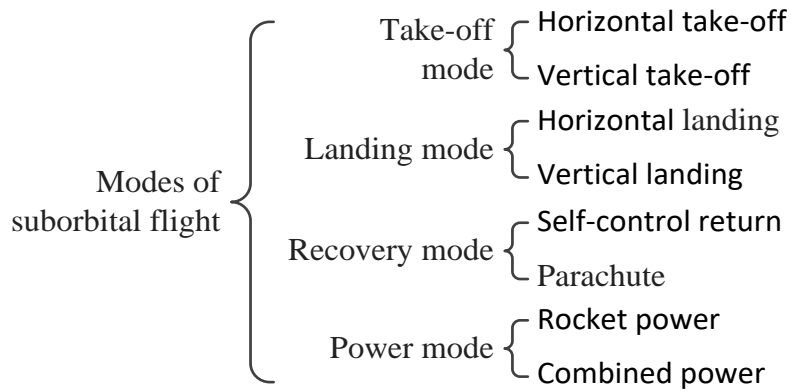 Modes of
suborbital flight
Take-off
mode
Horizontal take-off
Vertical take-off
Landing mode
Horizontal landing
Vertical landing
Recovery mode
Self-control return
Parachute
Power mode
Rocket power
Combined power